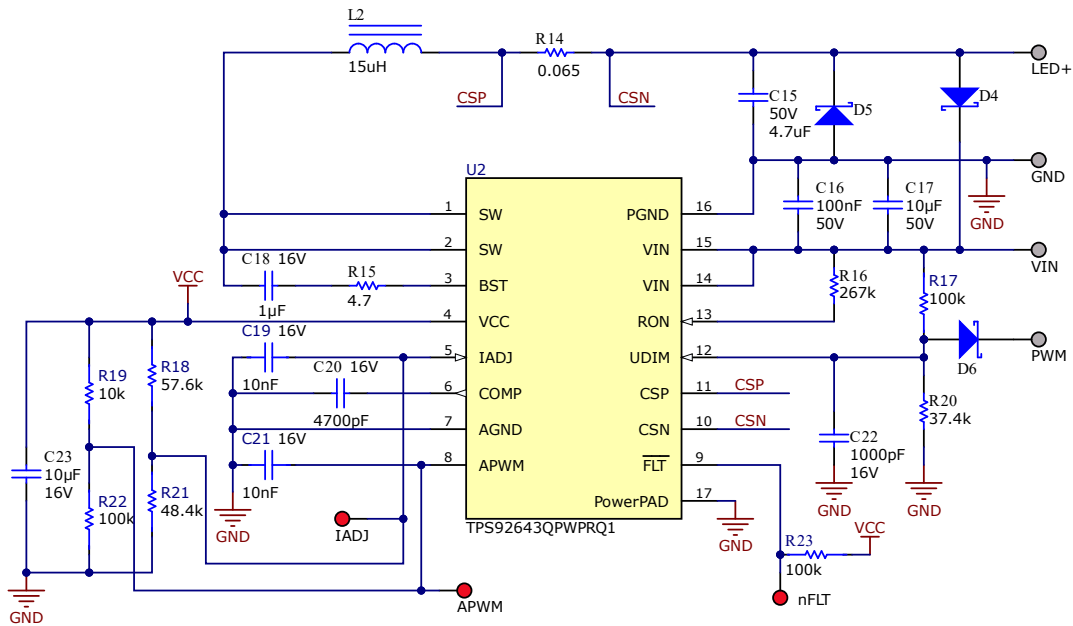 L2
15uH
R14
0.065
CSP
CSN
LED+
C15
50V
4.7uF
D5
D4
GND
U2
C16
100nF
50V
C17
10µF
50V
GND
1
SW
PGND
16
2
SW
VIN
15
VIN
C18 16V
1µF
R15
4.7
3
BST
VIN
14
R16
267k
R17
100k
VCC
4
VCC
RON
13
C19 16V
10nF
5
IADJ
UDIM
12
PWM
D6
R19
10k
R18
57.6k
C20 16V
4700pF
6
COMP
CSP
11
CSP
R20
37.4k
7
AGND
CSN
10
CSN
C21 16V
10nF
8
APWM
FLT
9
C22
1000pF
16V
C23
10µF
16V
R22
100k
R21
48.4k
PowerPAD
17
GND
GND
TPS92643QPWPRQ1
GND
IADJ
GND
VCC
R23
100k
GND
APWM
nFLT